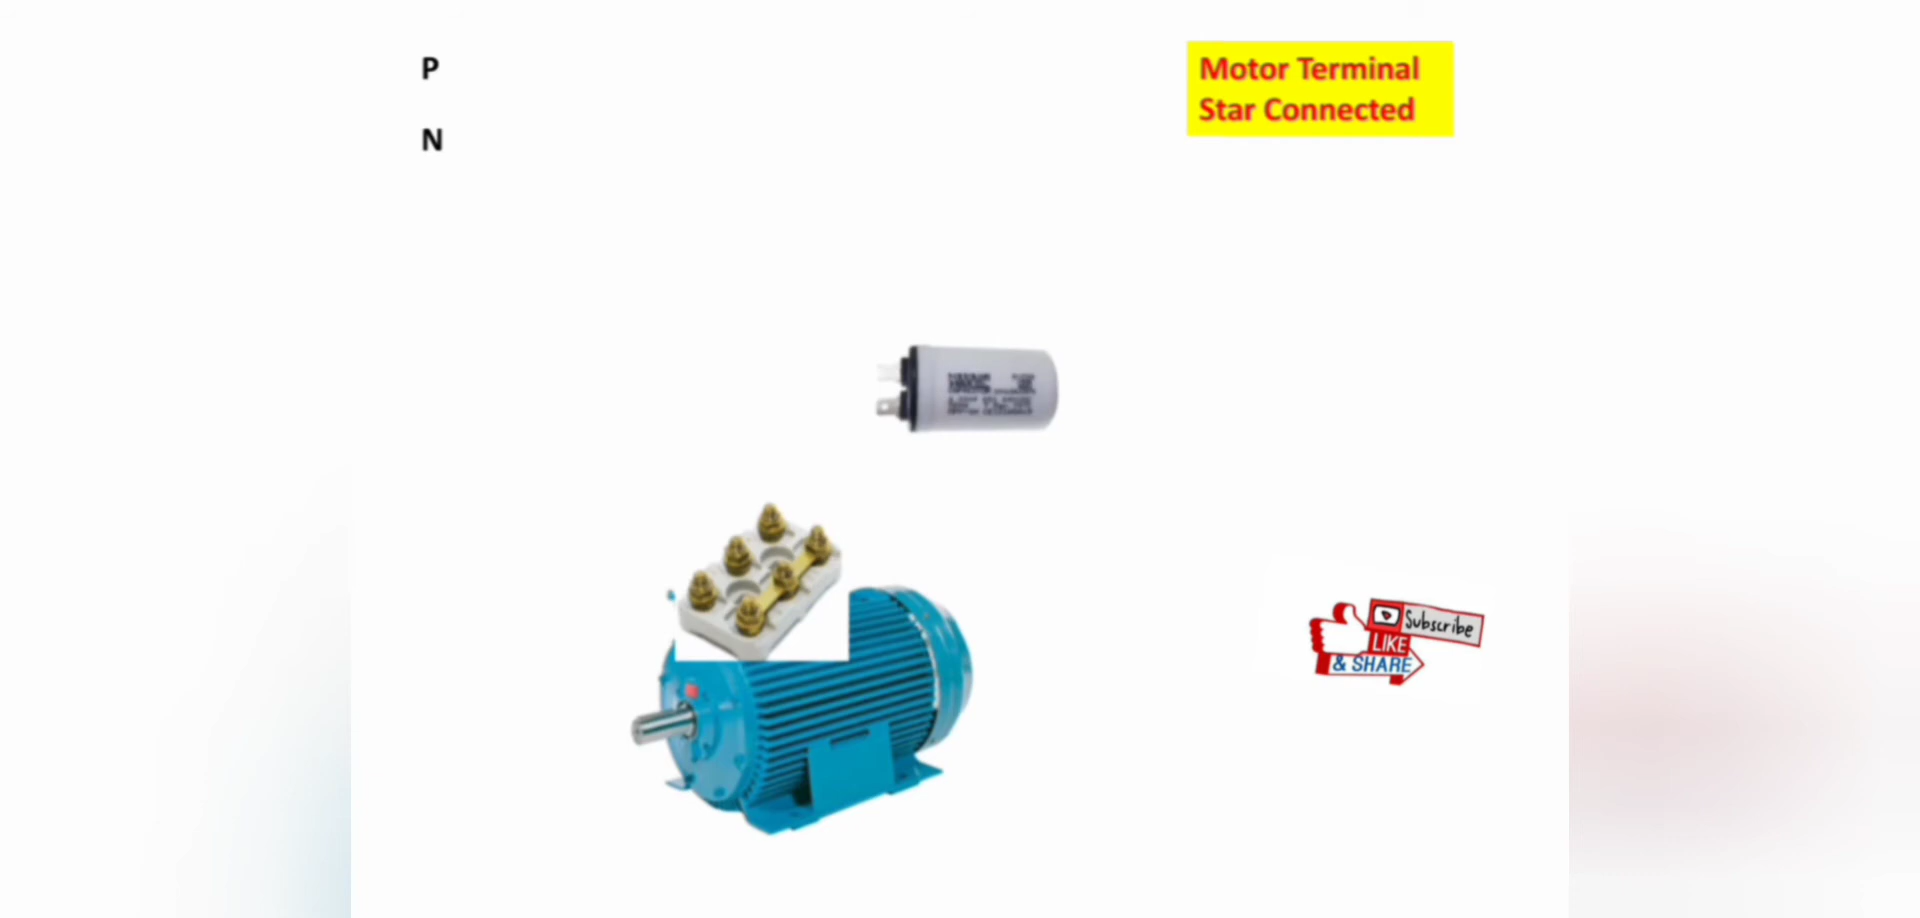 P
N
Motor Terminal
Star Connected
Subscribe
LIKE
& SHARE